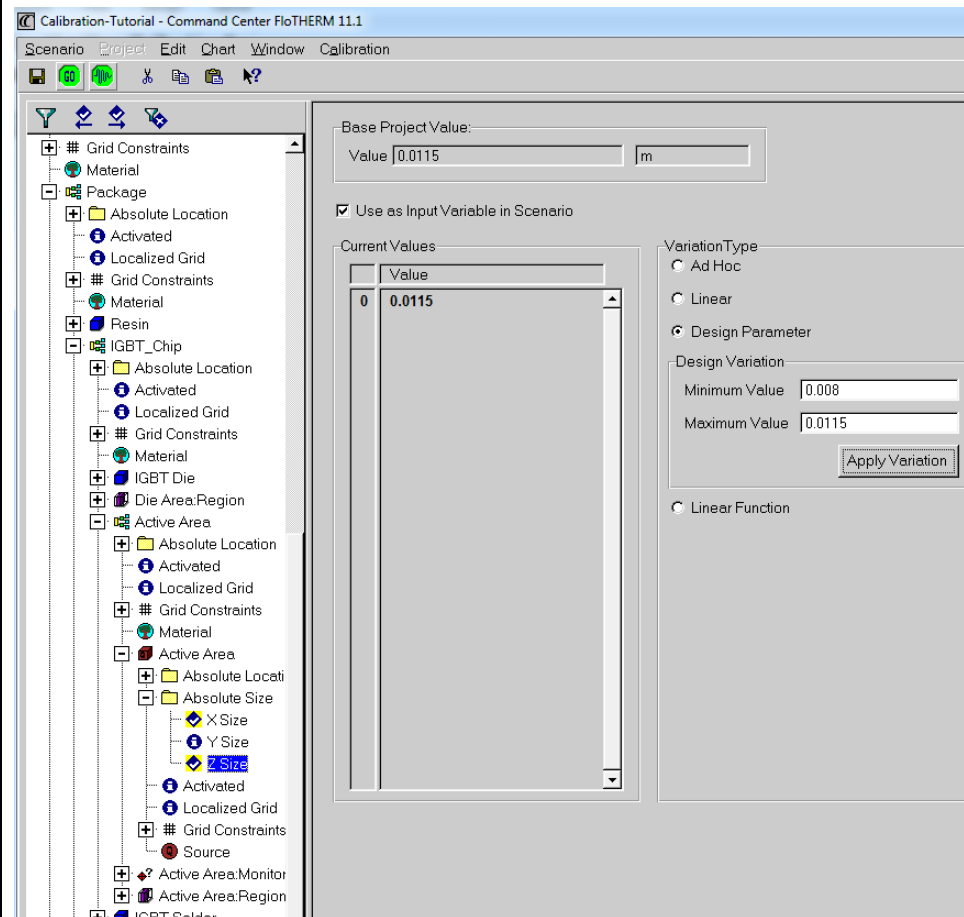 Calibration-Tutorial - Command Center FloTHERM 11.1
Scenario Project Edit Chart Window Calibration
GO
Grid Constraints
Material
Package
Absolute Location
Activated
Localized Grid
Grid Constraints
Material
Resin
IGBT_Chip
Absolute Location
Activated
Localized Grid
Grid Constraints
Material
IGBT Die
Die Area:Region
Active Area
Absolute Location
Activated
Localized Grid
Grid Constraints
Material
Active Area
Absolute Locati
Absolute Size
X Size
Y Size
Z Size
Activated
Localized Grid
Grid Constraints
Source
Active Area:Monitor
Active Area:Region
IGBT Solder
Base Project Value:
Value 0.0115 m
Use as Input Variable in Scenario
Current Values
Value
0 0.0115
VariationType
Ad Hoc
Linear
Design Parameter
Design Variation
Minimum Value 0.008
Maximum Value 0.0115
Apply Variation
Linear Function